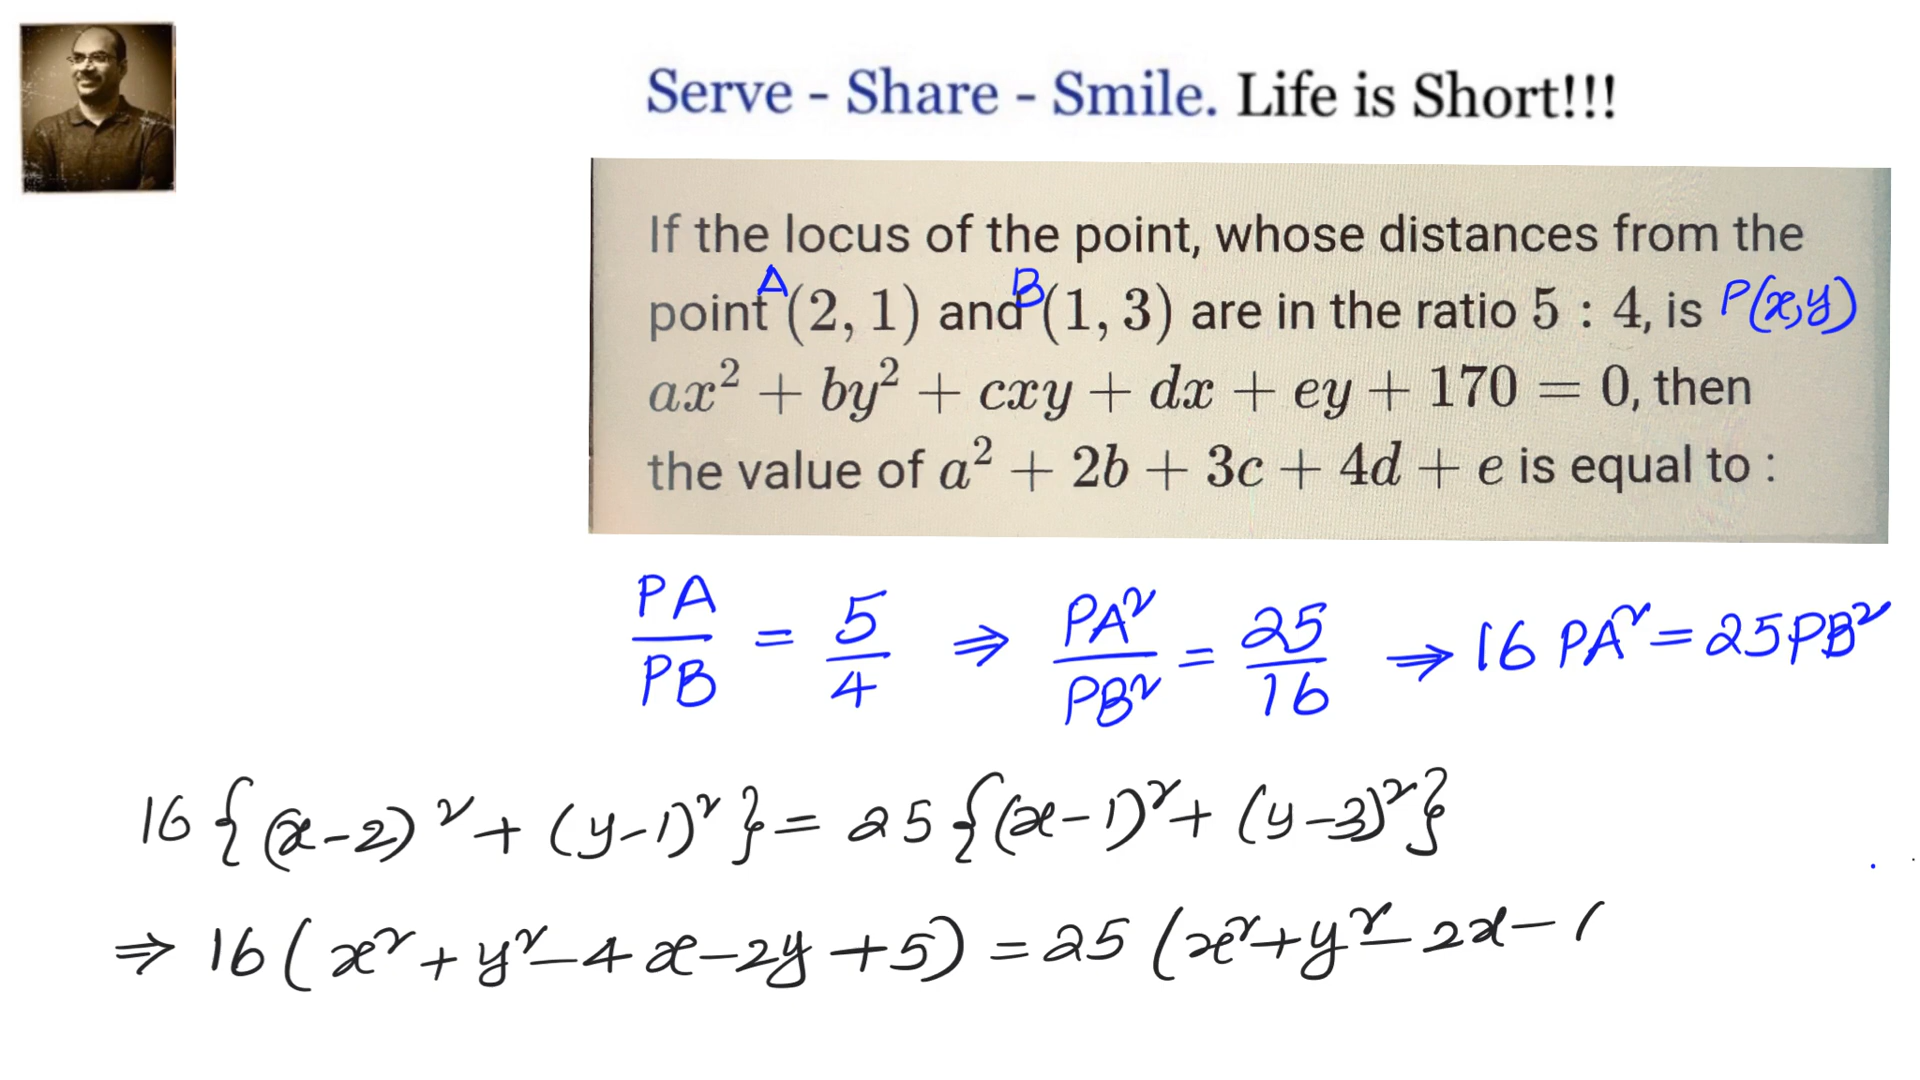 Serve - Share - Smile. Life is Short!!!
If the locus of the point, whose distances from the
point A (2, 1) and B (1, 3) are in the ratio 5 : 4, is P(x,y)
ax² + by² + cxy + dx + ey + 170 = 0, then
the value of a² + 2b + 3c + 4d + e is equal to :
PA/PB = 5/4 ⇒ PA²/PB² = 25/16 ⇒ 16 PA² = 25PB²
16 {(x-2)² + (y-1)²} = 25 {(x-1)² + (y-3)²}
⇒ 16 (x² + y² - 4x - 2y + 5) = 25 (x² + y² - 2x - (